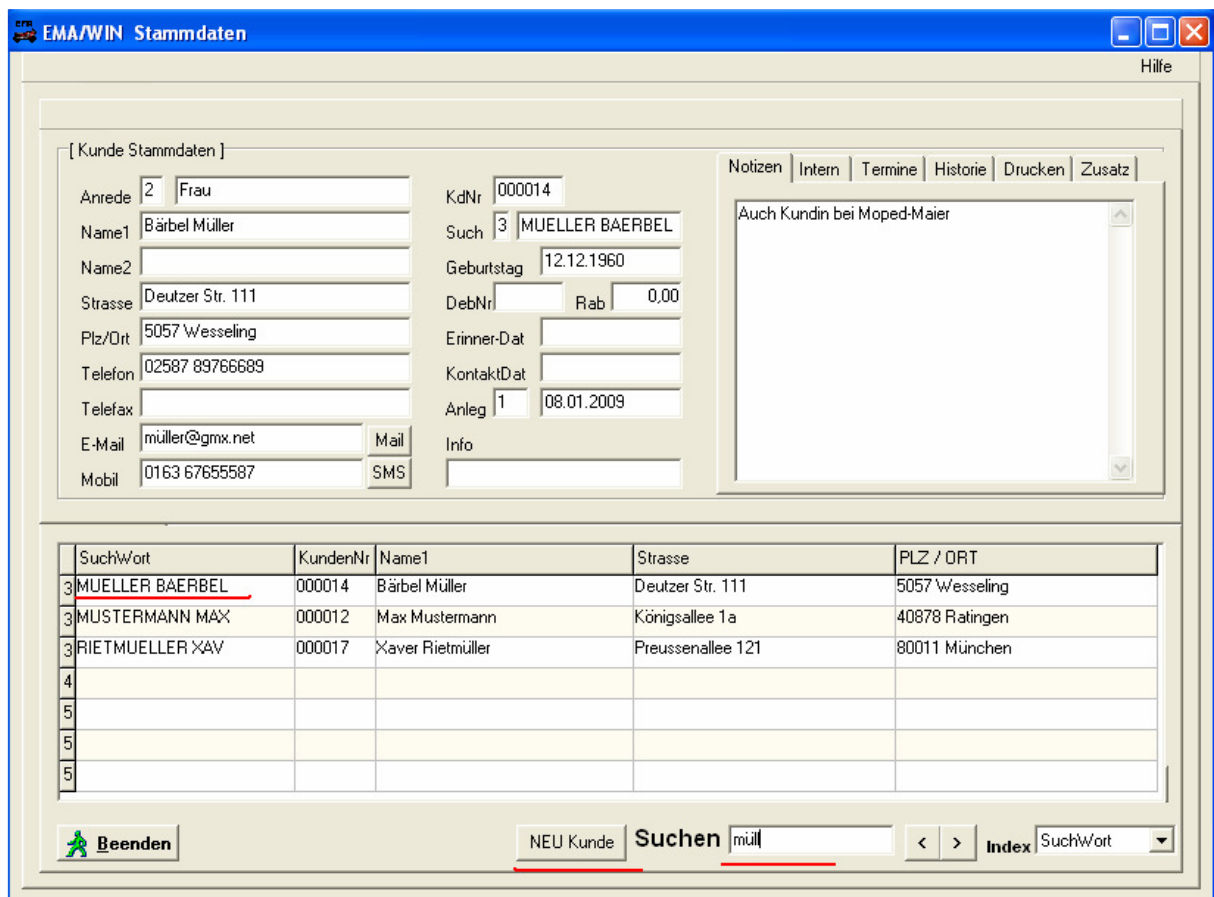 EMA/WIN Stammdaten
Hilfe
[ Kunde Stammdaten ]
Anrede 2 Frau
Name1 Bärbel Müller
Name2
Strasse Deutzer Str. 111
Plz/Ort 5057 Wesseling
Telefon 02587 89766689
Telefax
E-Mail müller@gmx.net Mail
Mobil 0163 67655587 SMS
KdNr 000014
Such 3 MUELLER BAERBEL
Geburtstag 12.12.1960
DebNr Rab 0,00
Erinner-Dat
KontaktDat
Anleg 1 08.01.2009
Info
Notizen Intern Termine Historie Drucken Zusatz
Auch Kundin bei Moped-Maier
SuchWort KundenNr Name1 Strasse PLZ / ORT
3 MUELLER BAERBEL 000014 Bärbel Müller Deutzer Str. 111 5057 Wesseling
3 MUSTERMANN MAX 000012 Max Mustermann Königsallee 1a 40878 Ratingen
3 RIETMUELLER XAV 000017 Xaver Rietmüller Preussenallee 121 80011 München
4
5
5
5
Beenden NEU Kunde Suchen müll < > Index SuchWort